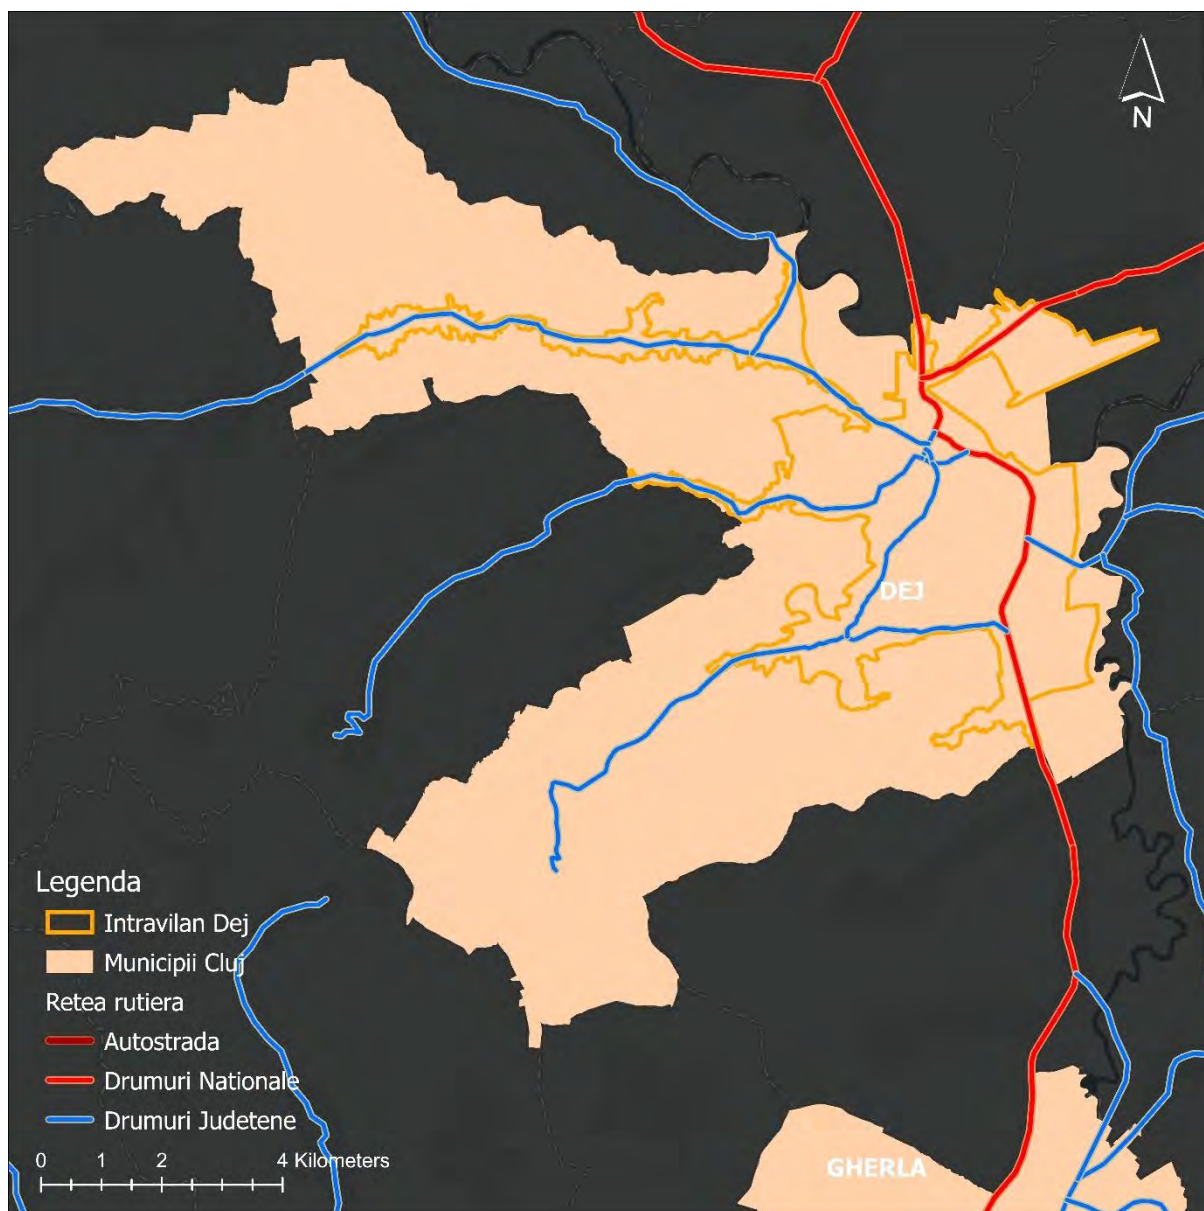 N
DEJ
Legenda
Intravilan Dej
Municipii Cluj
Retea rutiera
Autostrada
Drumuri Nationale
Drumuri Judetene
0 1 2 4 Kilometers
GHERLA